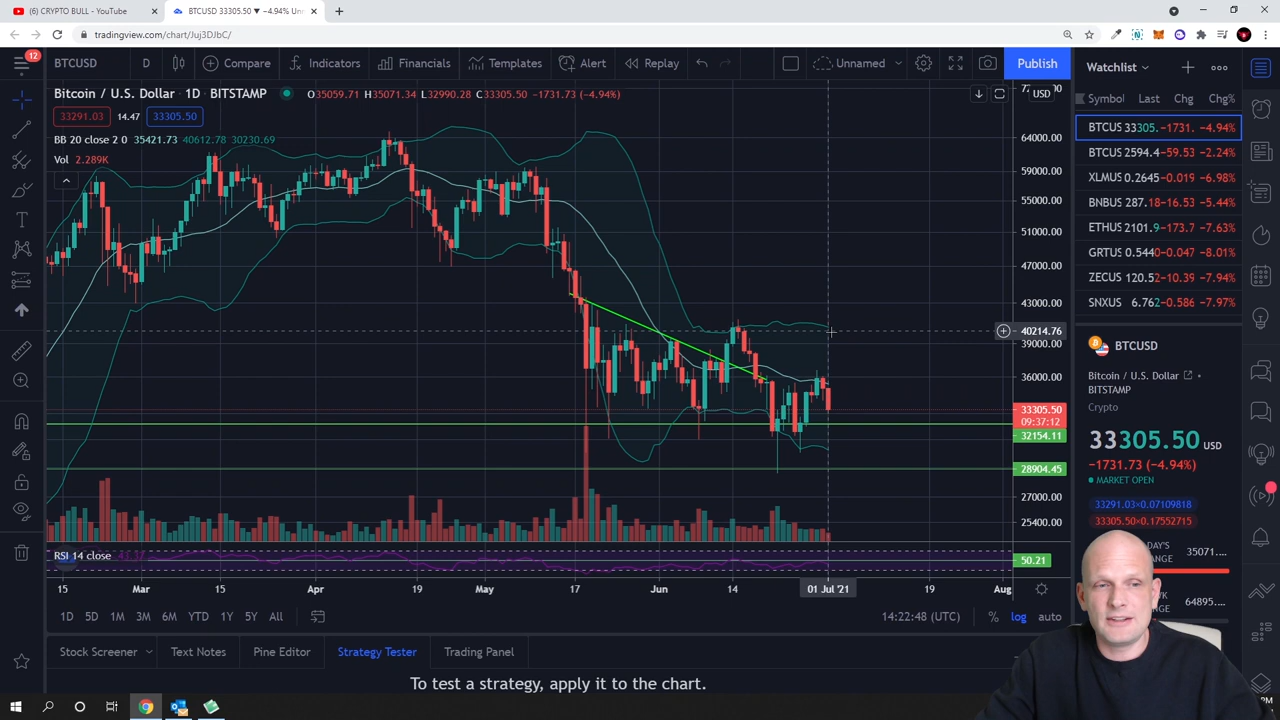 (6) CRYPTO BULL - YouTube
BTCUSD 33305.50 ▼ −4.94% Unn
tradingview.com/chart/Juj3DJbC/
12
BTCUSD D Compare Indicators Financials Templates Alert Replay Unnamed Publish
Bitcoin / U.S. Dollar · 1D · BITSTAMP O35059.71 H35071.34 L32990.28 C33305.50 −1731.73 (−4.94%)
33291.03 14.47 33305.50
BB 20 close 2 0 35421.73 40612.78 30230.69
Vol 2.289K
USD
64000.00
59000.00
55000.00
51000.00
47000.00
43000.00
40214.76
39000.00
36000.00
33305.50
09:37:12
32154.11
28904.45
27000.00
25400.00
RSI 14 close 43.37
50.21
15 Mar 15 Apr 19 May 17 Jun 14 01 Jul '21 19 Aug
1D 5D 1M 3M 6M YTD 1Y 5Y All
14:22:48 (UTC) % log auto
Stock Screener Text Notes Pine Editor Strategy Tester Trading Panel
To test a strategy, apply it to the chart.
Watchlist
Symbol Last Chg Chg%
BTCUS 33305. −1731. −4.94%
BTCUS 2594.4 −59.53 −2.24%
XLMUS 0.2645 −0.019 −6.98%
BNBUS 287.18 −16.53 −5.44%
ETHUS 2101.9 −173.7 −7.63%
GRTUS 0.5440 −0.047 −8.01%
ZECUS 120.52 −10.39 −7.94%
SNXUS 6.762 −0.586 −7.97%
BTCUSD
Bitcoin / U.S. Dollar
BITSTAMP
Crypto
33305.50 USD
−1731.73 (−4.94%)
MARKET OPEN
33291.03×0.07109818
33305.50×0.17552715
35071....
64895....